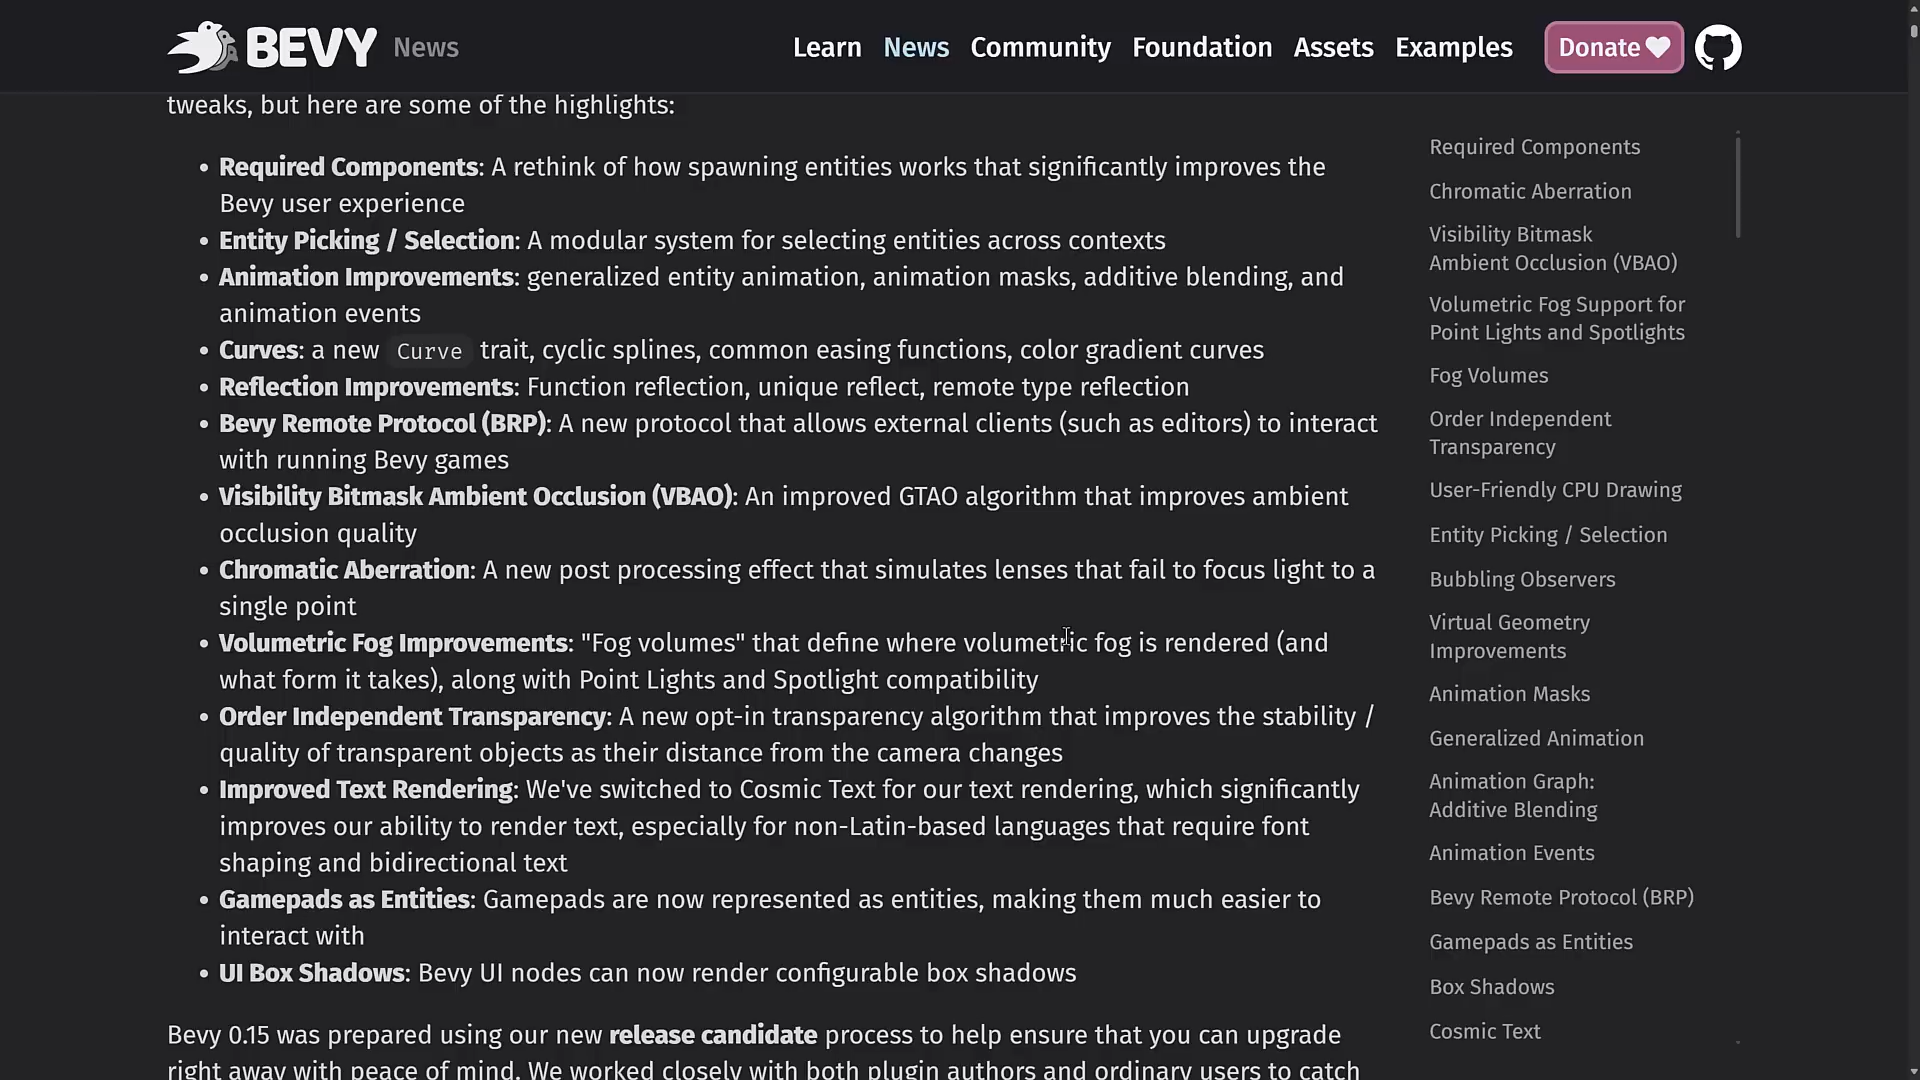 BEVY News
Learn News Community Foundation Assets Examples Donate
tweaks, but here are some of the highlights:
• Required Components: A rethink of how spawning entities works that significantly improves the
Bevy user experience
• Entity Picking / Selection: A modular system for selecting entities across contexts
• Animation Improvements: generalized entity animation, animation masks, additive blending, and
animation events
• Curves: a new Curve trait, cyclic splines, common easing functions, color gradient curves
• Reflection Improvements: Function reflection, unique reflect, remote type reflection
• Bevy Remote Protocol (BRP): A new protocol that allows external clients (such as editors) to interact
with running Bevy games
• Visibility Bitmask Ambient Occlusion (VBAO): An improved GTAO algorithm that improves ambient
occlusion quality
• Chromatic Aberration: A new post processing effect that simulates lenses that fail to focus light to a
single point
• Volumetric Fog Improvements: "Fog volumes" that define where volumetric fog is rendered (and
what form it takes), along with Point Lights and Spotlight compatibility
• Order Independent Transparency: A new opt-in transparency algorithm that improves the stability /
quality of transparent objects as their distance from the camera changes
• Improved Text Rendering: We've switched to Cosmic Text for our text rendering, which significantly
improves our ability to render text, especially for non-Latin-based languages that require font
shaping and bidirectional text
• Gamepads as Entities: Gamepads are now represented as entities, making them much easier to
interact with
• UI Box Shadows: Bevy UI nodes can now render configurable box shadows
Bevy 0.15 was prepared using our new release candidate process to help ensure that you can upgrade
right away with peace of mind. We worked closely with both plugin authors and ordinary users to catch
Required Components
Chromatic Aberration
Visibility Bitmask
Ambient Occlusion (VBAO)
Volumetric Fog Support for
Point Lights and Spotlights
Fog Volumes
Order Independent
Transparency
User-Friendly CPU Drawing
Entity Picking / Selection
Bubbling Observers
Virtual Geometry
Improvements
Animation Masks
Generalized Animation
Animation Graph:
Additive Blending
Animation Events
Bevy Remote Protocol (BRP)
Gamepads as Entities
Box Shadows
Cosmic Text